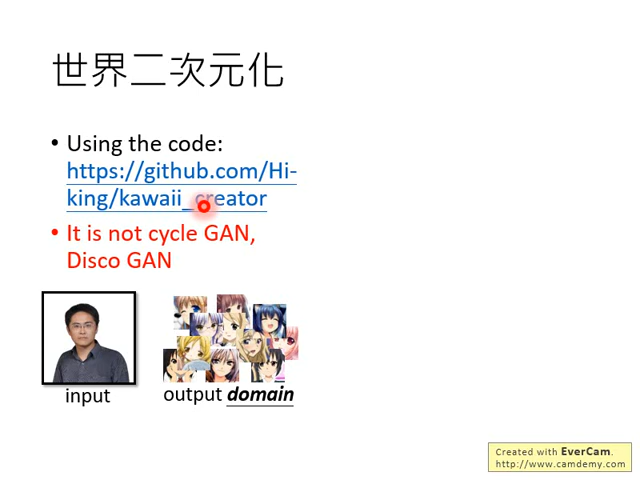 世界二次元化
• Using the code:
https://github.com/Hi-
king/kawaii_creator
• It is not cycle GAN,
Disco GAN
input
output domain
Created with EverCam.
http://www.camdemy.com